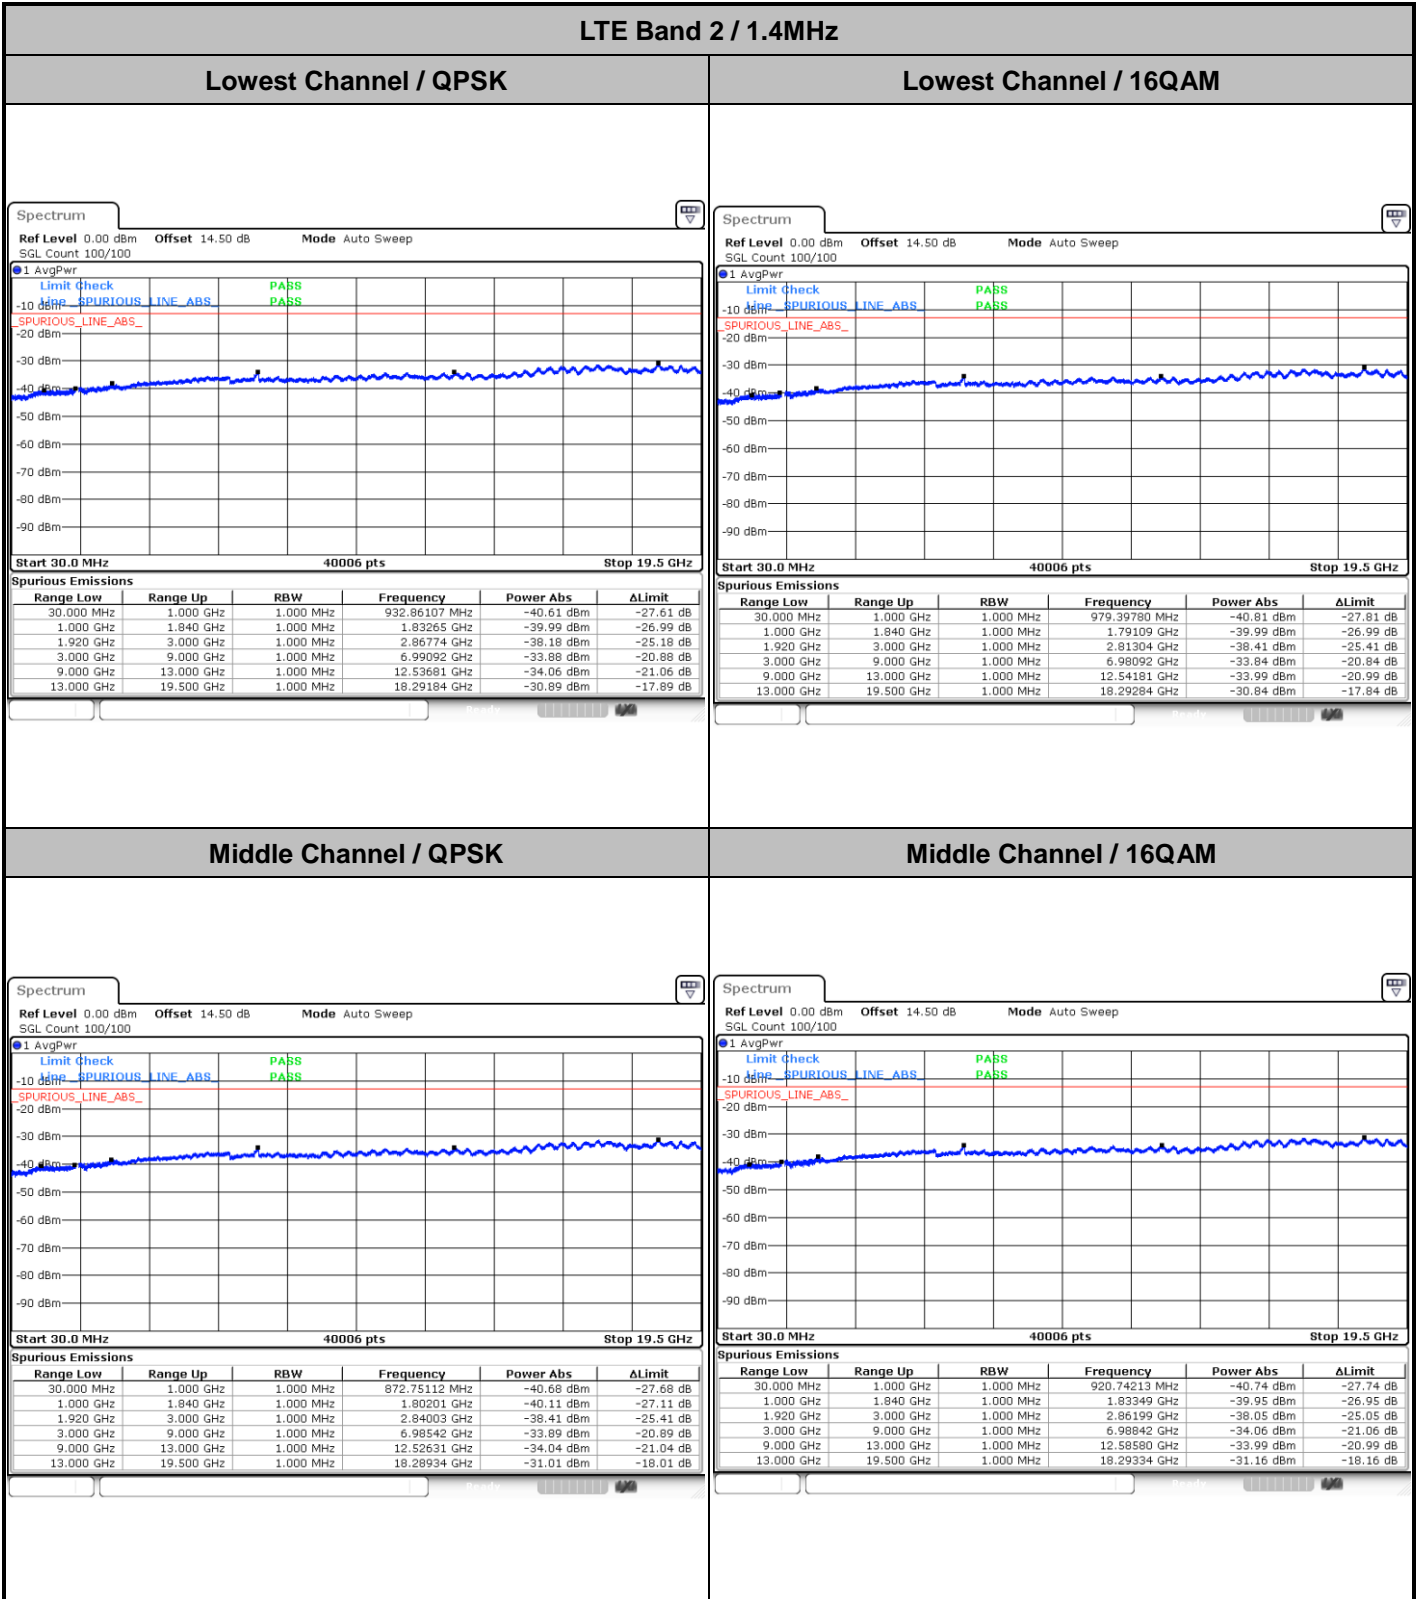 LTE Band 2 / 1.4MHz
Lowest Channel / QPSK
Lowest Channel / 16QAM
Spectrum
Ref Level 0.00 dBm Offset 14.50 dB Mode Auto Sweep
SGL Count 100/100
1 AvgPwr
Limit Check PASS
Line _SPURIOUS_LINE_ABS_ PASS
-10 dBm
_SPURIOUS_LINE_ABS_
-20 dBm
-30 dBm
-40 dBm
-50 dBm
-60 dBm
-70 dBm
-80 dBm
-90 dBm
Start 30.0 MHz 40006 pts Stop 19.5 GHz
Spurious Emissions
Range Low Range Up RBW Frequency Power Abs ΔLimit
30.000 MHz 1.000 GHz 1.000 MHz 932.86107 MHz -40.61 dBm -27.61 dB
1.000 GHz 1.840 GHz 1.000 MHz 1.83265 GHz -39.99 dBm -26.99 dB
1.920 GHz 3.000 GHz 1.000 MHz 2.86774 GHz -38.18 dBm -25.18 dB
3.000 GHz 9.000 GHz 1.000 MHz 6.99092 GHz -33.88 dBm -20.88 dB
9.000 GHz 13.000 GHz 1.000 MHz 12.53681 GHz -34.06 dBm -21.06 dB
13.000 GHz 19.500 GHz 1.000 MHz 18.29184 GHz -30.89 dBm -17.89 dB
Ready
Spectrum
Ref Level 0.00 dBm Offset 14.50 dB Mode Auto Sweep
SGL Count 100/100
1 AvgPwr
Limit Check PASS
Line _SPURIOUS_LINE_ABS_ PASS
-10 dBm
_SPURIOUS_LINE_ABS_
-20 dBm
-30 dBm
-40 dBm
-50 dBm
-60 dBm
-70 dBm
-80 dBm
-90 dBm
Start 30.0 MHz 40006 pts Stop 19.5 GHz
Spurious Emissions
Range Low Range Up RBW Frequency Power Abs ΔLimit
30.000 MHz 1.000 GHz 1.000 MHz 979.39780 MHz -40.81 dBm -27.81 dB
1.000 GHz 1.840 GHz 1.000 MHz 1.79109 GHz -39.99 dBm -26.99 dB
1.920 GHz 3.000 GHz 1.000 MHz 2.81304 GHz -38.41 dBm -25.41 dB
3.000 GHz 9.000 GHz 1.000 MHz 6.98092 GHz -33.84 dBm -20.84 dB
9.000 GHz 13.000 GHz 1.000 MHz 12.54181 GHz -33.99 dBm -20.99 dB
13.000 GHz 19.500 GHz 1.000 MHz 18.29284 GHz -30.84 dBm -17.84 dB
Ready
Middle Channel / QPSK
Middle Channel / 16QAM
Spectrum
Ref Level 0.00 dBm Offset 14.50 dB Mode Auto Sweep
SGL Count 100/100
1 AvgPwr
Limit Check PASS
Line _SPURIOUS_LINE_ABS_ PASS
-10 dBm
_SPURIOUS_LINE_ABS_
-20 dBm
-30 dBm
-40 dBm
-50 dBm
-60 dBm
-70 dBm
-80 dBm
-90 dBm
Start 30.0 MHz 40006 pts Stop 19.5 GHz
Spurious Emissions
Range Low Range Up RBW Frequency Power Abs ΔLimit
30.000 MHz 1.000 GHz 1.000 MHz 872.75112 MHz -40.68 dBm -27.68 dB
1.000 GHz 1.840 GHz 1.000 MHz 1.80201 GHz -40.11 dBm -27.11 dB
1.920 GHz 3.000 GHz 1.000 MHz 2.84003 GHz -38.41 dBm -25.41 dB
3.000 GHz 9.000 GHz 1.000 MHz 6.98542 GHz -33.89 dBm -20.89 dB
9.000 GHz 13.000 GHz 1.000 MHz 12.52631 GHz -34.04 dBm -21.04 dB
13.000 GHz 19.500 GHz 1.000 MHz 18.28934 GHz -31.01 dBm -18.01 dB
Ready
Spectrum
Ref Level 0.00 dBm Offset 14.50 dB Mode Auto Sweep
SGL Count 100/100
1 AvgPwr
Limit Check PASS
Line _SPURIOUS_LINE_ABS_ PASS
-10 dBm
_SPURIOUS_LINE_ABS_
-20 dBm
-30 dBm
-40 dBm
-50 dBm
-60 dBm
-70 dBm
-80 dBm
-90 dBm
Start 30.0 MHz 40006 pts Stop 19.5 GHz
Spurious Emissions
Range Low Range Up RBW Frequency Power Abs ΔLimit
30.000 MHz 1.000 GHz 1.000 MHz 920.74213 MHz -40.74 dBm -27.74 dB
1.000 GHz 1.840 GHz 1.000 MHz 1.83349 GHz -39.95 dBm -26.95 dB
1.920 GHz 3.000 GHz 1.000 MHz 2.86199 GHz -38.05 dBm -25.05 dB
3.000 GHz 9.000 GHz 1.000 MHz 6.98842 GHz -34.06 dBm -21.06 dB
9.000 GHz 13.000 GHz 1.000 MHz 12.58580 GHz -33.99 dBm -20.99 dB
13.000 GHz 19.500 GHz 1.000 MHz 18.29334 GHz -31.16 dBm -18.16 dB
Ready